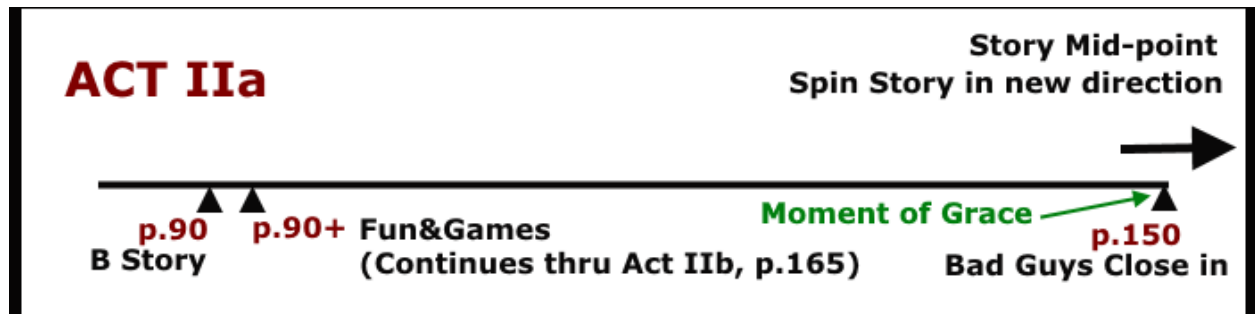 Story Mid-point
ACT IIa
Spin Story in new direction
Moment of Grace
p.90
p.90+ Fun&Games
p.150
B Story
(Continues thru Act IIb, p.165)
Bad Guys Close in